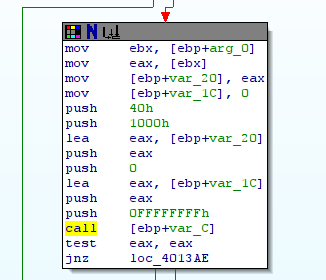 mov ebx, [ebp+arg_0]
mov eax, [ebx]
mov [ebp+var_20], eax
mov [ebp+var_1C], 0
push 40h
push 1000h
lea eax, [ebp+var_20]
push eax
push 0
lea eax, [ebp+var_1C]
push eax
push 0FFFFFFFFh
call [ebp+var_C]
test eax, eax
jnz loc_4013AE